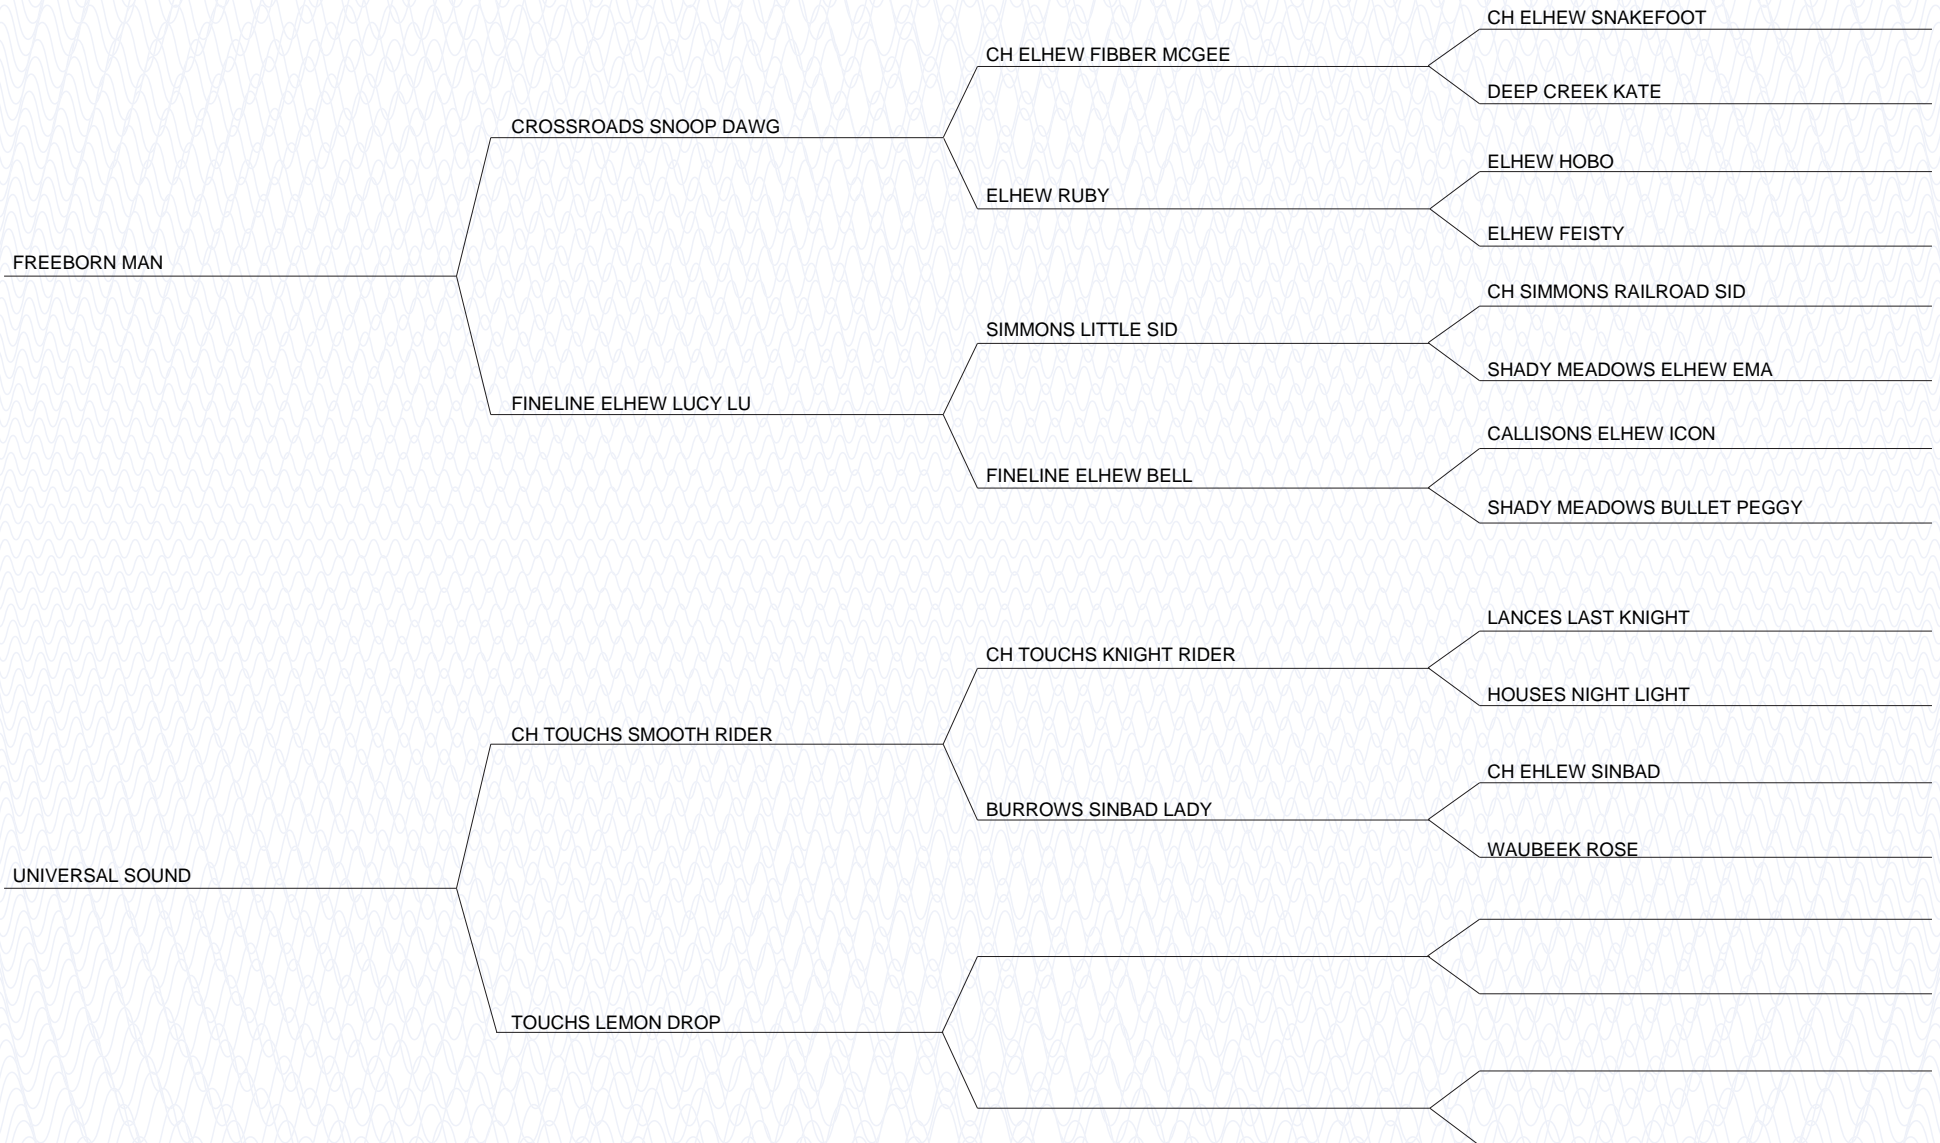 CH ELHEW SNAKEFOOT
CH ELHEW FIBBER MCGEE
DEEP CREEK KATE
CROSSROADS SNOOP DAWG
ELHEW HOBO
ELHEW RUBY
ELHEW FEISTY
FREEBORN MAN
CH SIMMONS RAILROAD SID
SIMMONS LITTLE SID
SHADY MEADOWS ELHEW EMA
FINELINE ELHEW LUCY LU
CALLISONS ELHEW ICON
FINELINE ELHEW BELL
SHADY MEADOWS BULLET PEGGY
LANCES LAST KNIGHT
CH TOUCHS KNIGHT RIDER
HOUSES NIGHT LIGHT
CH TOUCHS SMOOTH RIDER
CH EHLEW SINBAD
BURROWS SINBAD LADY
WAUBEEK ROSE
UNIVERSAL SOUND
TOUCHS LEMON DROP